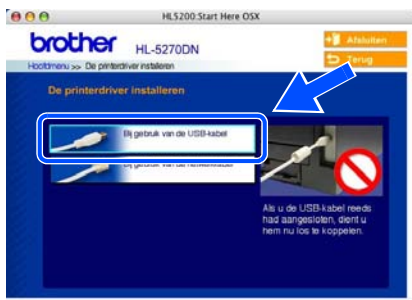 HL5200:Start Here OSX
brother
HL-5270DN
Afsluiten
Hoofdmenu >> De printerdriver installeren
Terug
De printerdriver installeren
Bij gebruik van de USB-kabel
Bij gebruik van de netwerkkabel
Als u de USB-kabel reeds
had aangesloten, dient u
hem nu los te koppelen.